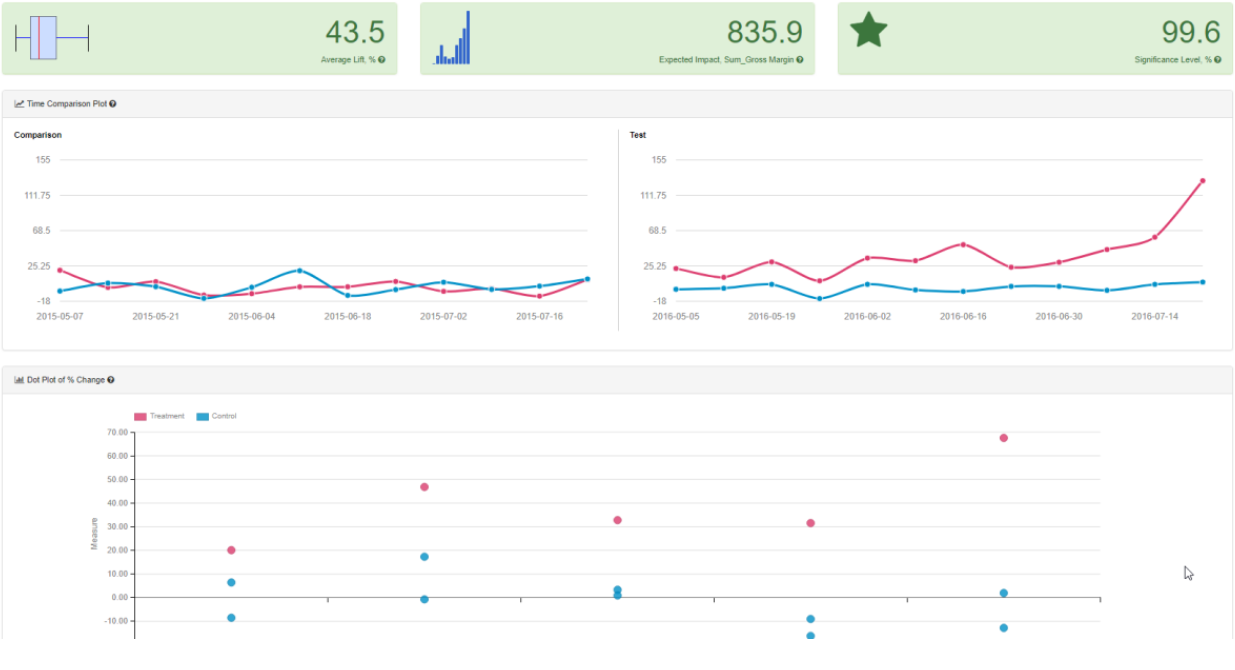 43.5
Average Lift, %
835.9
Expected Impact, Sum_Gross Margin
99.6
Significance Level, %
Time Comparison Plot
Comparison
155
111.75
68.5
25.25
-18
2015-05-07 2015-05-21 2015-06-04 2015-06-18 2015-07-02 2015-07-16
Test
155
111.75
68.5
25.25
-18
2016-05-05 2016-05-19 2016-06-02 2016-06-16 2016-06-30 2016-07-14
Dot Plot of % Change
Treatment Control
Measure
70.00
60.00
50.00
40.00
30.00
20.00
10.00
0.00
-10.00